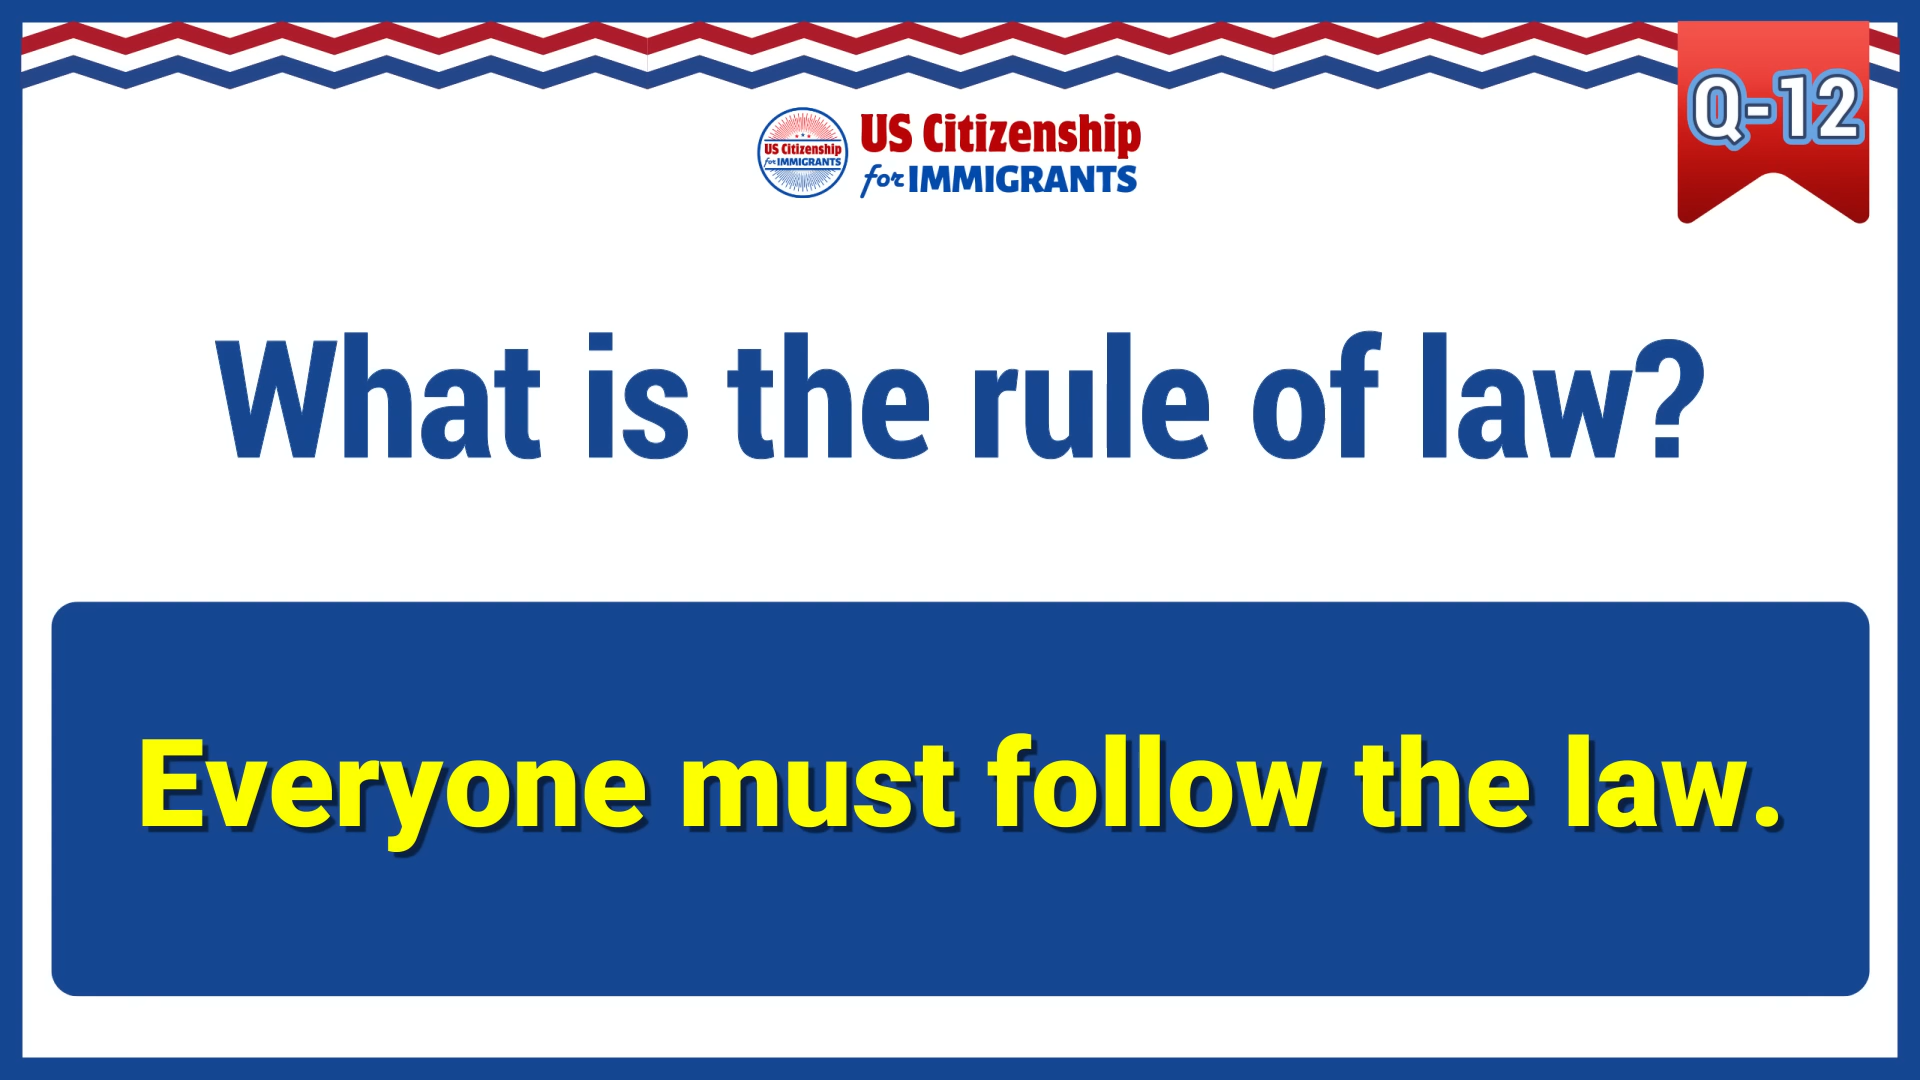 Q-12
US Citizenship
for IMMIGRANTS
US Citizenship
for IMMIGRANTS
What is the rule of law?
Everyone must follow the law.